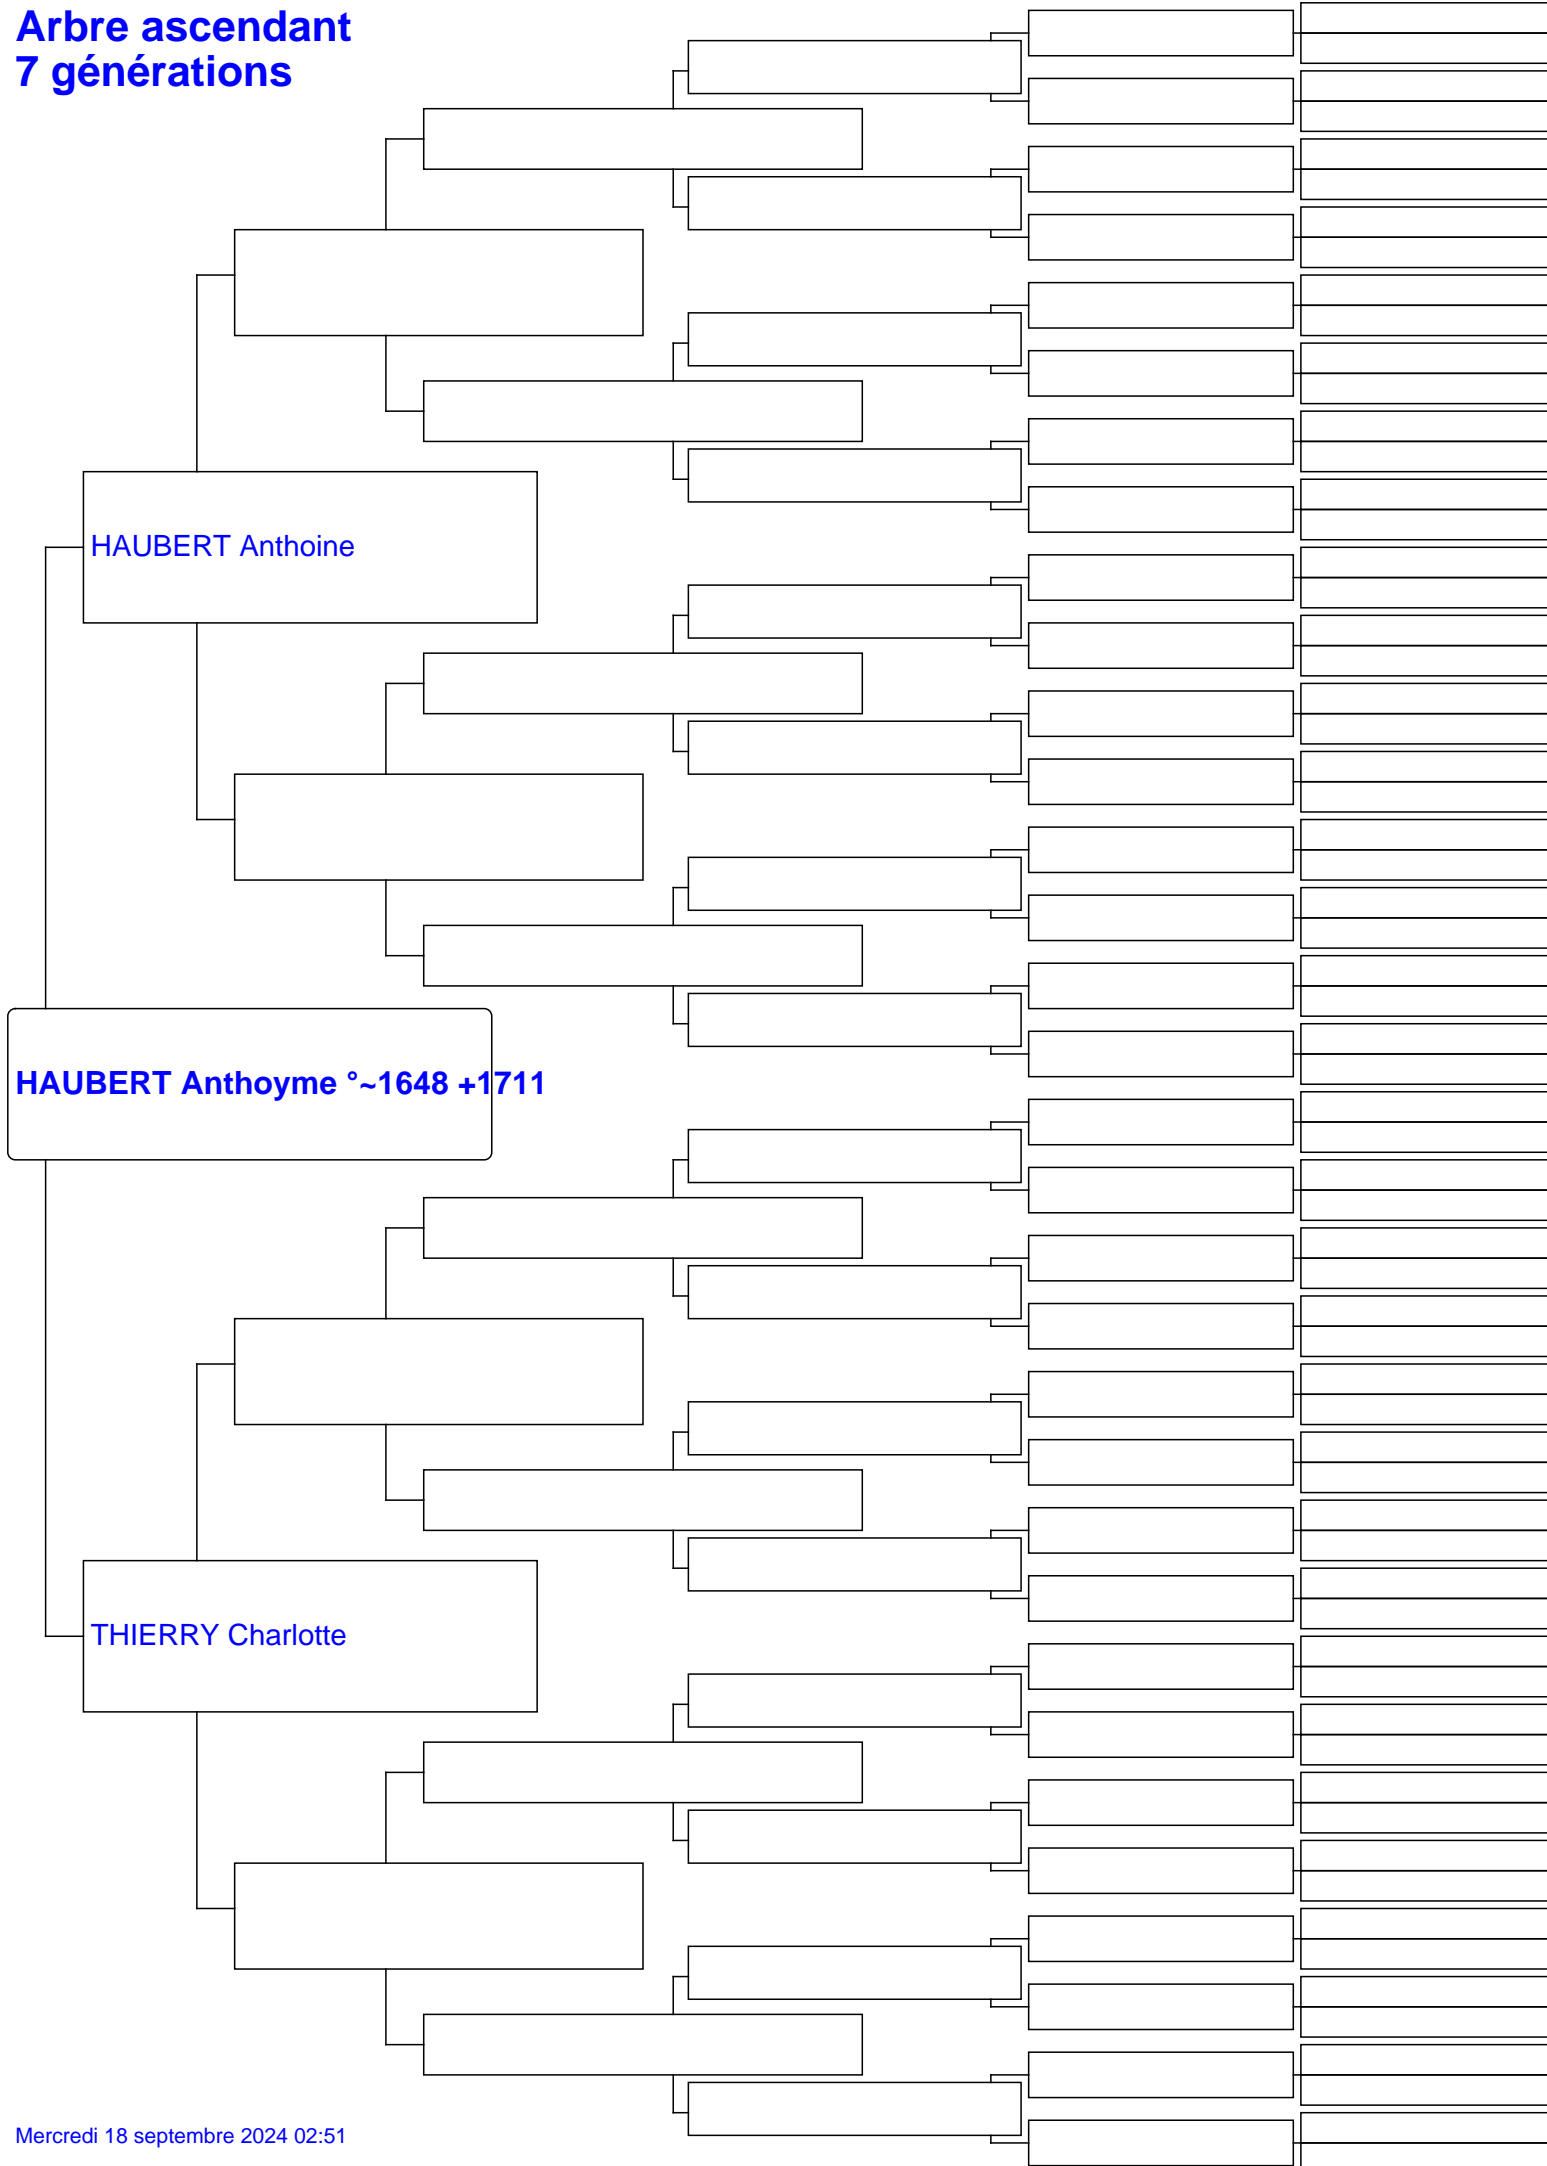 Arbre ascendant
7 générations
HAUBERT Anthoine
HAUBERT Anthoyme °~1648 +1711
THIERRY Charlotte
Mercredi 18 septembre 2024 02:51